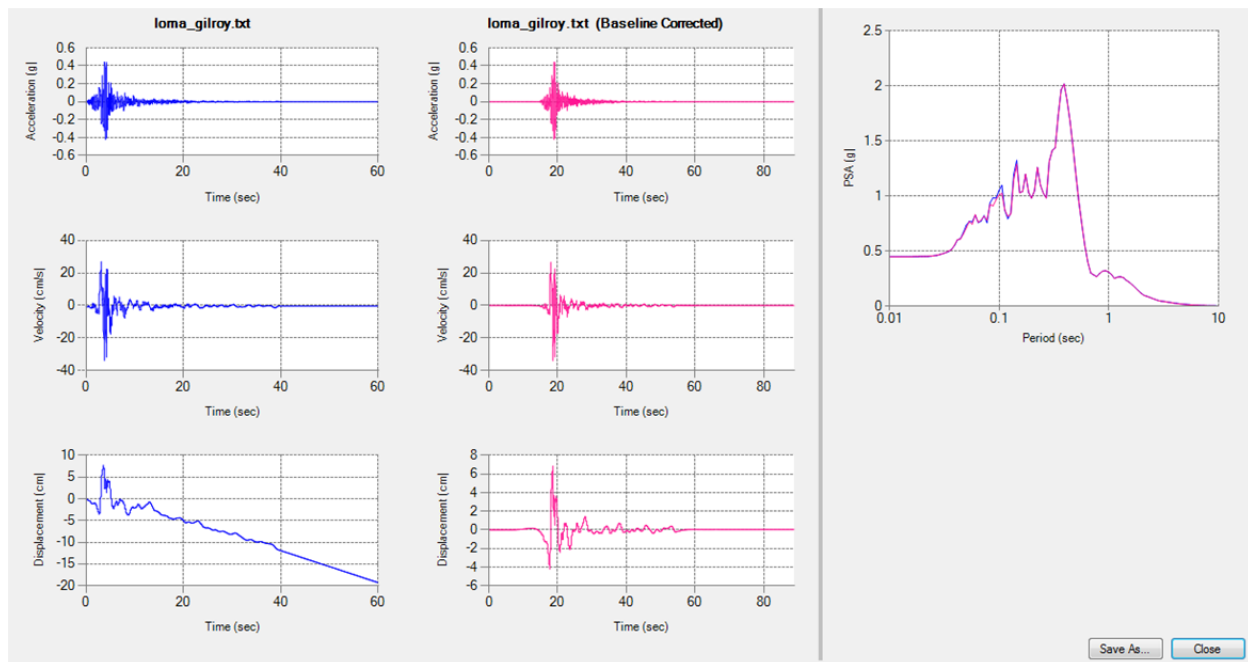 loma_gilroy.txt
0.6
0.4
0.2
0
-0.2
-0.4
-0.6
Acceleration (g)
0 20 40 60
Time (sec)
40
20
0
-20
-40
Velocity (cm/s)
0 20 40 60
Time (sec)
10
5
0
-5
-10
-15
-20
Displacement (cm)
0 20 40 60
Time (sec)
loma_gilroy.txt (Baseline Corrected)
0.6
0.4
0.2
0
-0.2
-0.4
-0.6
Acceleration (g)
0 20 40 60 80
Time (sec)
40
20
0
-20
-40
Velocity (cm/s)
0 20 40 60 80
Time (sec)
8
6
4
2
0
-2
-4
-6
Displacement (cm)
0 20 40 60 80
Time (sec)
2.5
2
1.5
1
0.5
0
PSA (g)
0.01 0.1 1 10
Period (sec)
Save As... Close